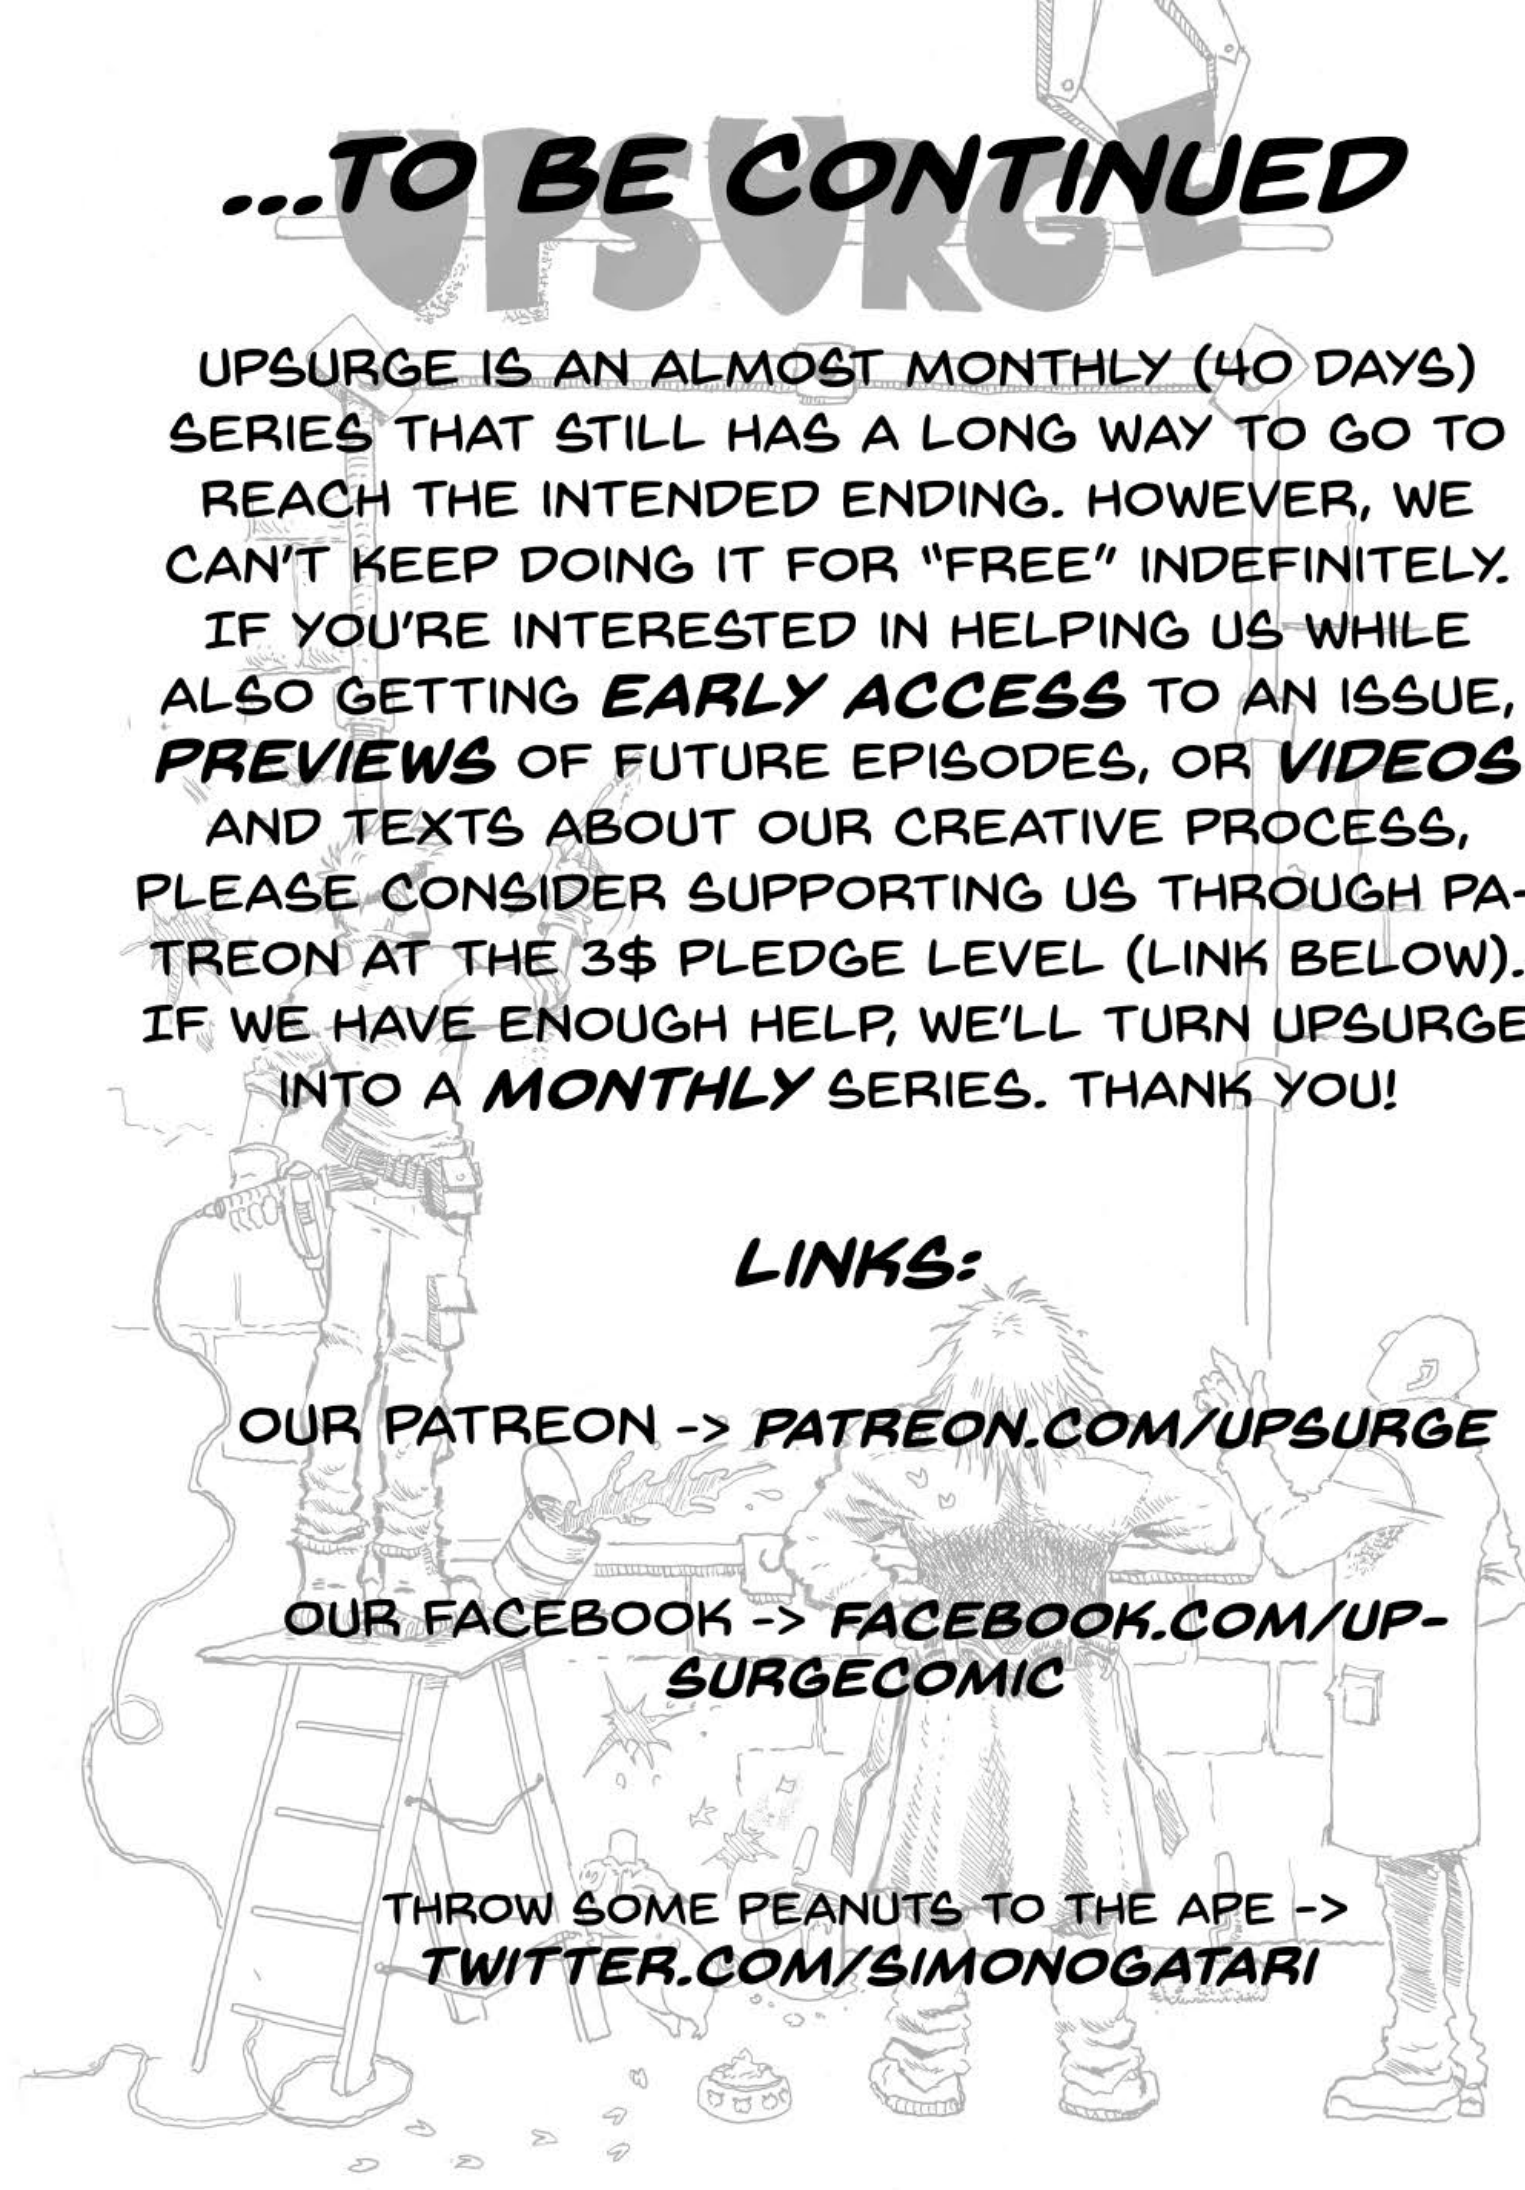 UPSURGE
...TO BE CONTINUED
UPSURGE IS AN ALMOST MONTHLY (40 DAYS)
SERIES THAT STILL HAS A LONG WAY TO GO TO
REACH THE INTENDED ENDING. HOWEVER, WE
CAN'T KEEP DOING IT FOR "FREE" INDEFINITELY.
IF YOU'RE INTERESTED IN HELPING US WHILE
ALSO GETTING EARLY ACCESS TO AN ISSUE,
PREVIEWS OF FUTURE EPISODES, OR VIDEOS
AND TEXTS ABOUT OUR CREATIVE PROCESS,
PLEASE CONSIDER SUPPORTING US THROUGH PA-
TREON AT THE 3$ PLEDGE LEVEL (LINK BELOW).
IF WE HAVE ENOUGH HELP, WE'LL TURN UPSURGE
INTO A MONTHLY SERIES. THANK YOU!
LINKS:
OUR PATREON -> PATREON.COM/UPSURGE
OUR FACEBOOK -> FACEBOOK.COM/UP-
SURGECOMIC
THROW SOME PEANUTS TO THE APE ->
TWITTER.COM/SIMONOGATARI